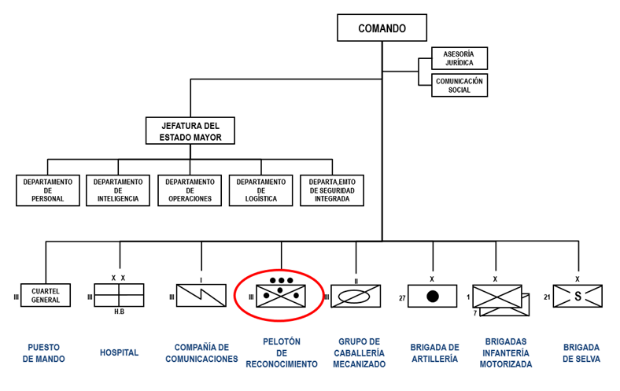 COMANDO
ASESORÍA
JURÍDICA
COMUNICACIÓN
SOCIAL
JEFATURA DEL
ESTADO MAYOR
DEPARTAMENTO
DE
PERSONAL
DEPARTAMENTO
DE
INTELIGENCIA
DEPARTAMENTO
DE
OPERACIONES
DEPARTAMENTO
DE
LOGÍSTICA
DEPARTA,EMTO
DE SEGURIDAD
INTEGRADA
III
CUARTEL
GENERAL
X X
III
H.B
I
III
III
II
III
X
27
X
1
7
X
21
S
PUESTO
DE MANDO
HOSPITAL
COMPAÑÍA DE
COMUNICACIONES
PELOTÓN
DE
RECONOCIMIENTO
GRUPO DE
CABALLERÍA
MECANIZADO
BRIGADA DE
ARTILLERÍA
BRIGADAS
INFANTERÍA
MOTORIZADA
BRIGADA
DE SELVA